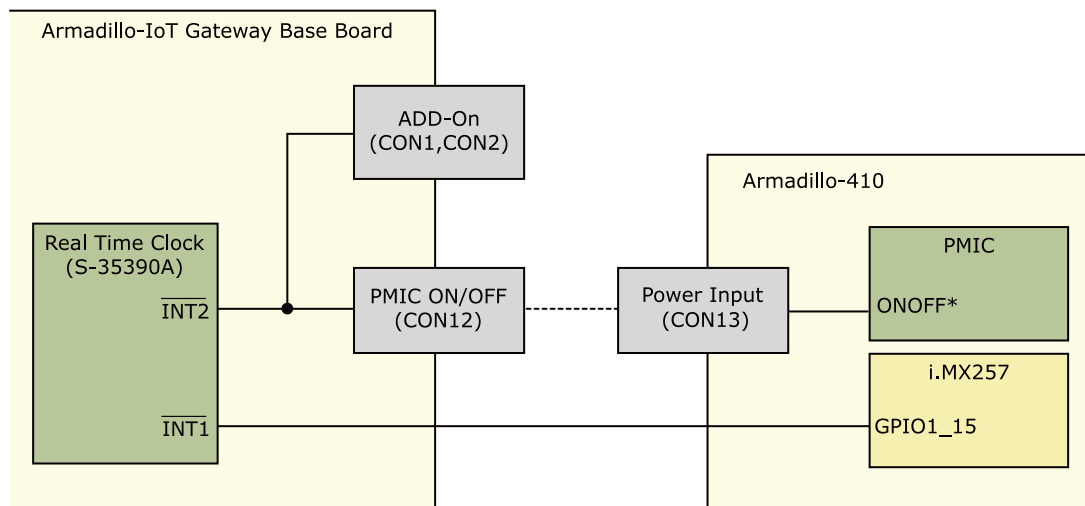 Armadillo-IoT Gateway Base Board
ADD-On
(CON1,CON2)
Armadillo-410
Real Time Clock
(S-35390A)
INT2
INT1
PMIC ON/OFF
(CON12)
Power Input
(CON13)
PMIC
ONOFF*
i.MX257
GPIO1_15